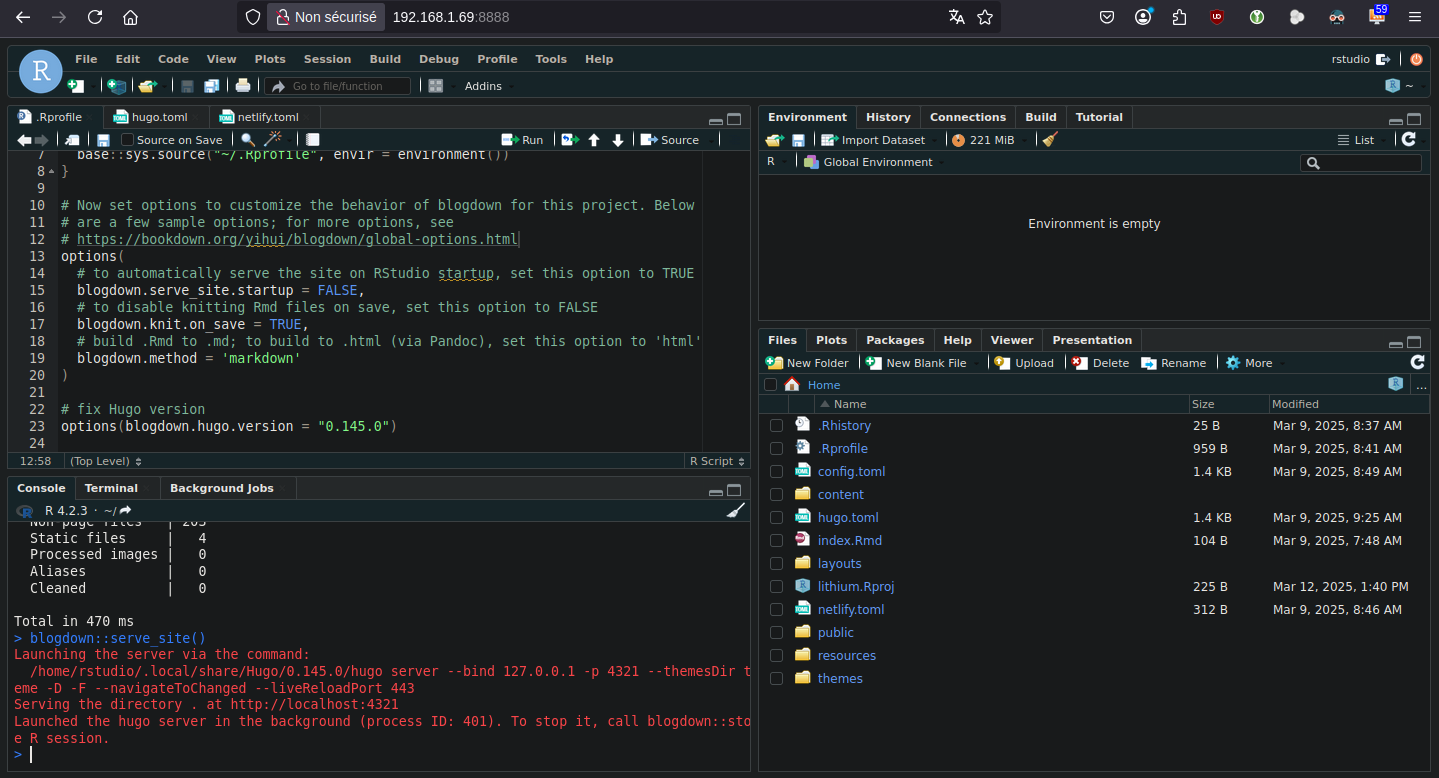 Non sécurisé 192.168.1.69:8888 59
R File Edit Code View Plots Session Build Debug Profile Tools Help rstudio
Go to file/function Addins ~
.Rprofile hugo.toml netlify.toml
Source on Save Run Source
7 base::sys.source("~/.Rprofile", envir = environment())
8 }
9
10 # Now set options to customize the behavior of blogdown for this project. Below
11 # are a few sample options; for more options, see
12 # https://bookdown.org/yihui/blogdown/global-options.html
13 options(
14 # to automatically serve the site on RStudio startup, set this option to TRUE
15 blogdown.serve_site.startup = FALSE,
16 # to disable knitting Rmd files on save, set this option to FALSE
17 blogdown.knit.on_save = TRUE,
18 # build .Rmd to .md; to build to .html (via Pandoc), set this option to 'html'
19 blogdown.method = 'markdown'
20 )
21
22 # fix Hugo version
23 options(blogdown.hugo.version = "0.145.0")
24
12:58 (Top Level) R Script
Console Terminal Background Jobs
R 4.2.3 · ~/
Non-page files | 203
Static files | 4
Processed images | 0
Aliases | 0
Cleaned | 0
Total in 470 ms
> blogdown::serve_site()
Launching the server via the command:
/home/rstudio/.local/share/Hugo/0.145.0/hugo server --bind 127.0.0.1 -p 4321 --themesDir t
eme -D -F --navigateToChanged --liveReloadPort 443
Serving the directory . at http://localhost:4321
Launched the hugo server in the background (process ID: 401). To stop it, call blogdown::sto
e R session.
>
Environment History Connections Build Tutorial
Import Dataset 221 MiB List
R Global Environment
Environment is empty
Files Plots Packages Help Viewer Presentation
New Folder New Blank File Upload Delete Rename More
Home ...
Name Size Modified
.Rhistory 25 B Mar 9, 2025, 8:37 AM
.Rprofile 959 B Mar 9, 2025, 8:41 AM
config.toml 1.4 KB Mar 9, 2025, 8:49 AM
content
hugo.toml 1.4 KB Mar 9, 2025, 9:25 AM
index.Rmd 104 B Mar 9, 2025, 7:48 AM
layouts
lithium.Rproj 225 B Mar 12, 2025, 1:40 PM
netlify.toml 312 B Mar 9, 2025, 8:46 AM
public
resources
themes